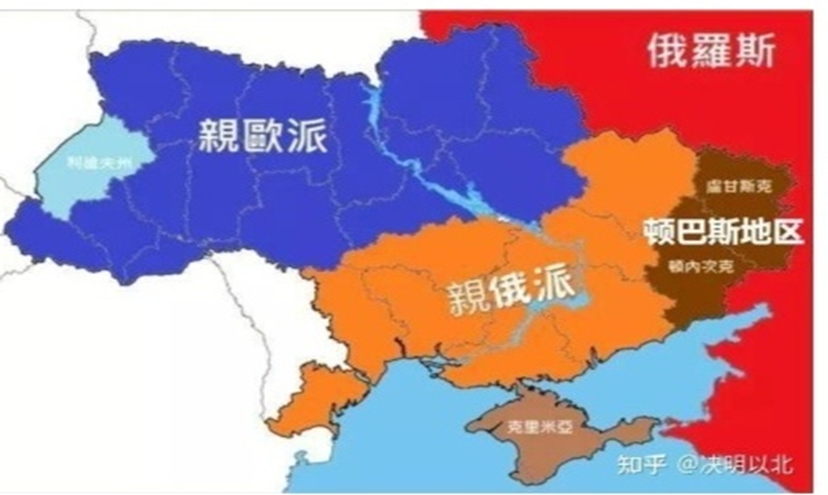 俄羅斯
親歐派
利維夫州
盧甘斯克
顿巴斯地区
頓內次克
親俄派
克里米亞
知乎 @决明以北